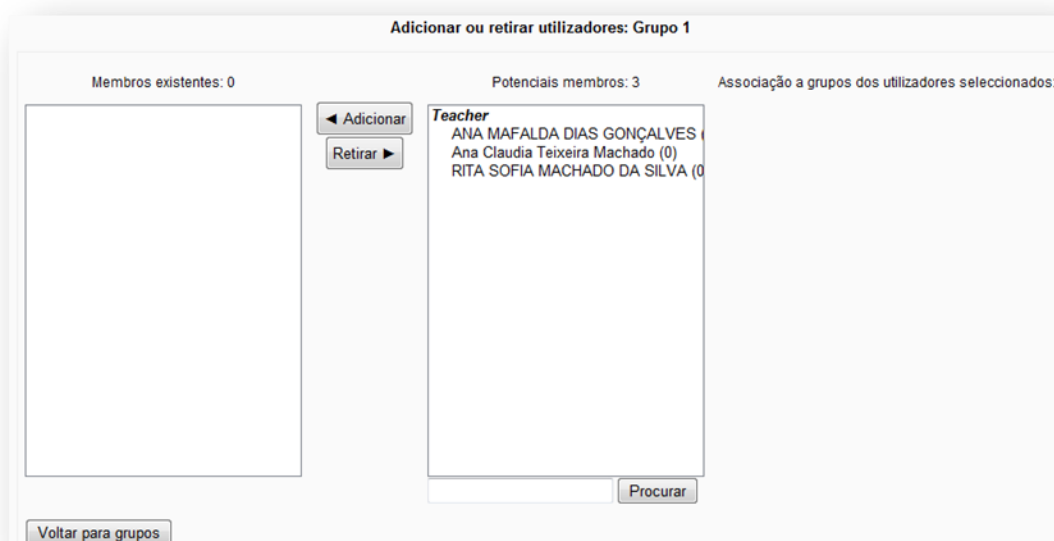 Adicionar ou retirar utilizadores: Grupo 1
Membros existentes: 0
Potenciais membros: 3
Associação a grupos dos utilizadores seleccionados:
◄ Adicionar
Retirar ►
Teacher
ANA MAFALDA DIAS GONÇALVES (
Ana Claudia Teixeira Machado (0)
RITA SOFIA MACHADO DA SILVA (0
Procurar
Voltar para grupos